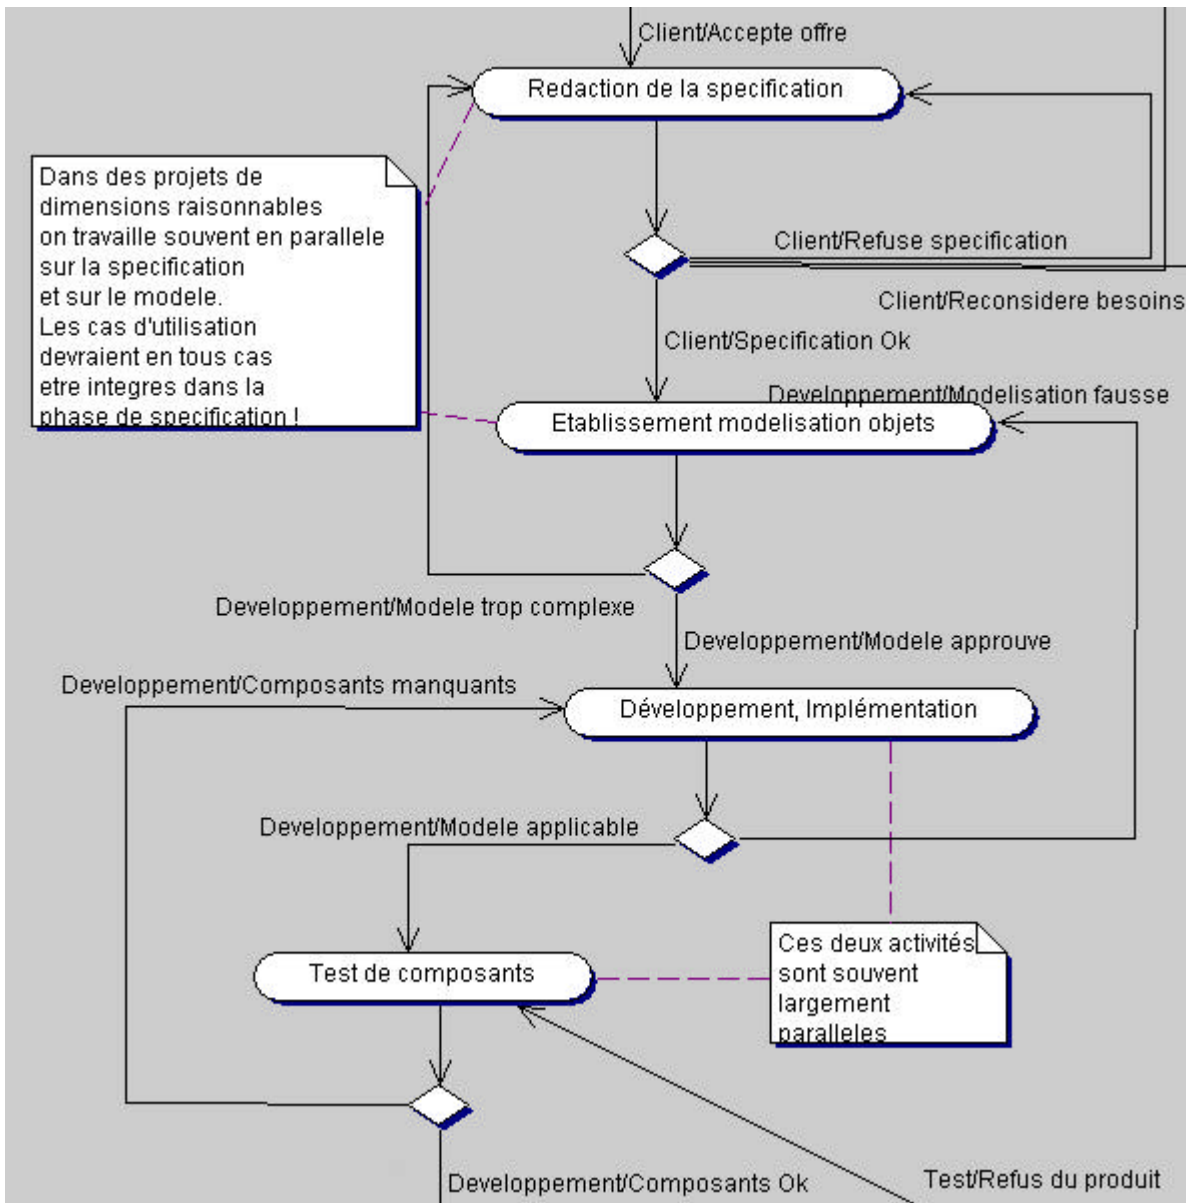 Client/Accepte offre
Redaction de la specification
Dans des projets de
dimensions raisonnables
on travaille souvent en parallele
sur la specification
et sur le modele.
Les cas d'utilisation
devraient en tous cas
etre integres dans la
phase de specification !
Client/Refuse specification
Client/Reconsidere besoins
Client/Specification Ok
Developpement/Modelisation fausse
Etablissement modelisation objets
Developpement/Modele trop complexe
Developpement/Modele approuve
Developpement/Composants manquants
Développement, Implémentation
Developpement/Modele applicable
Test de composants
Ces deux activités
sont souvent
largement
paralleles
Developpement/Composants Ok
Test/Refus du produit